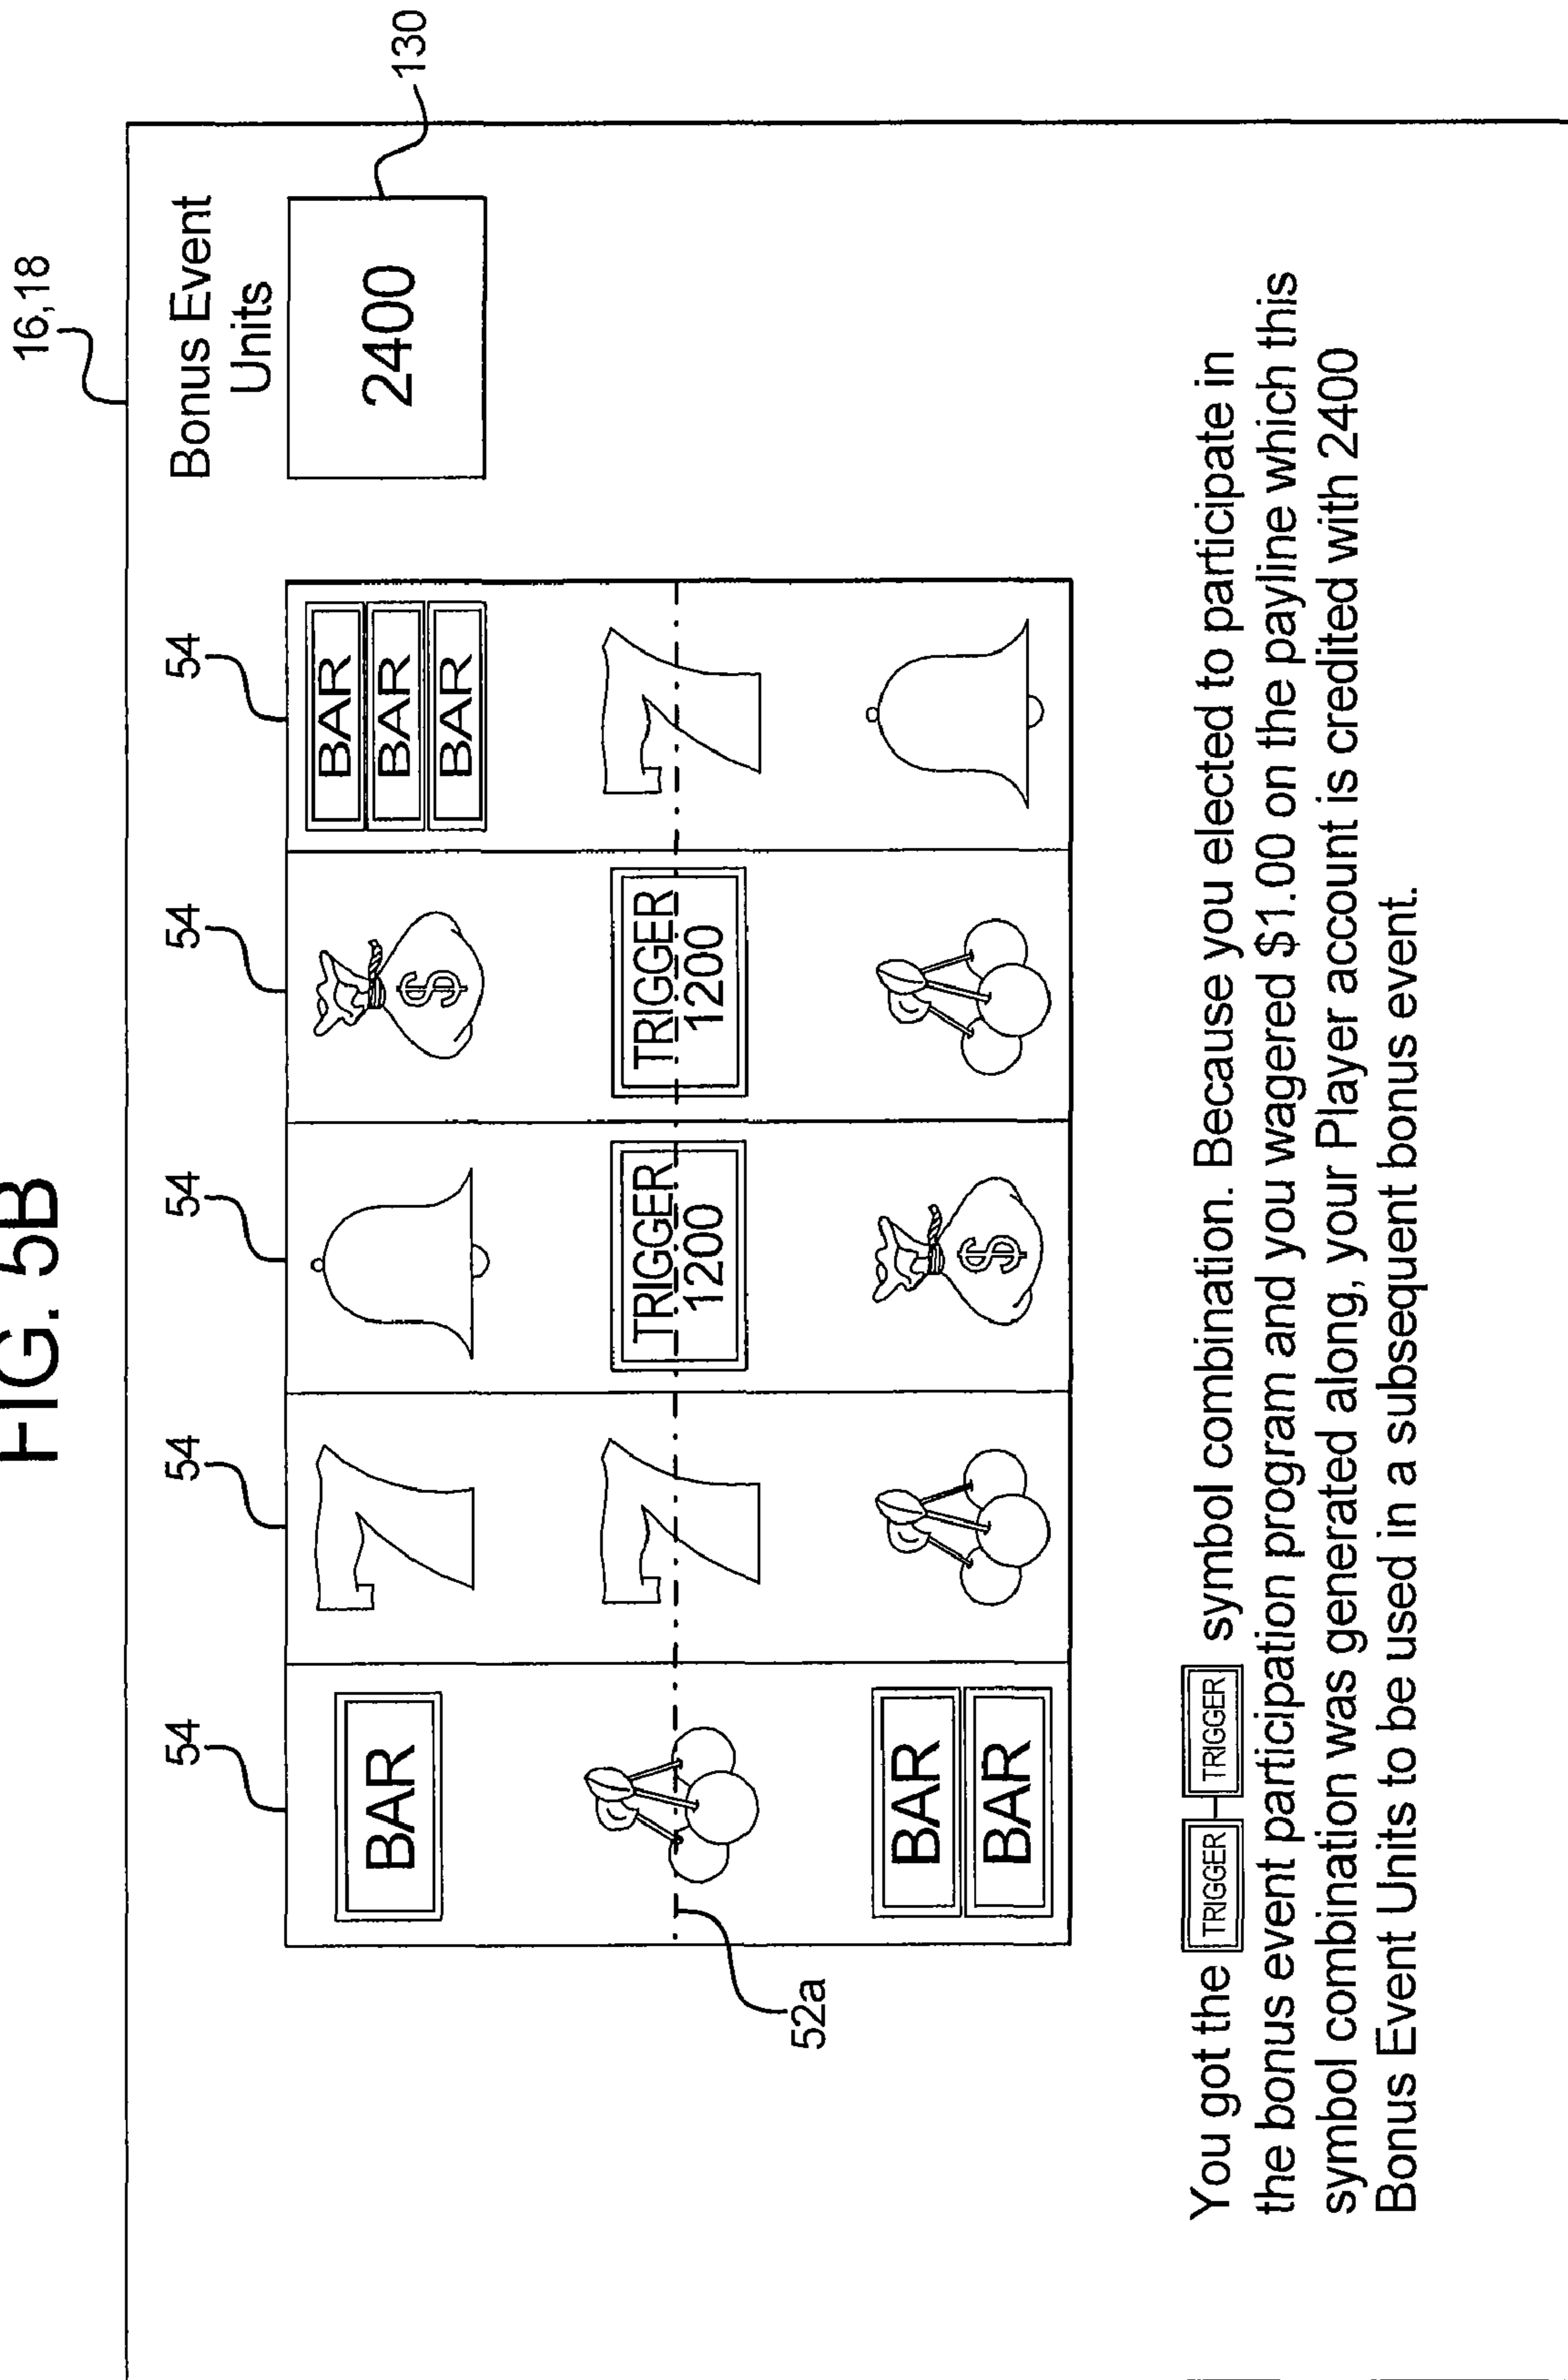 FIG. 5B
16,18
Bonus Event
Units
2400
130
54
54
54
54
54
BAR
BAR
BAR
BAR
$
TRIGGER
1200
TRIGGER
1200
$
BAR
BAR
52a
You got the TRIGGER TRIGGER symbol combination. Because you elected to participate in
the bonus event participation program and you wagered $1.00 on the payline which this
symbol combination was generated along, your Player account is credited with 2400
Bonus Event Units to be used in a subsequent bonus event.